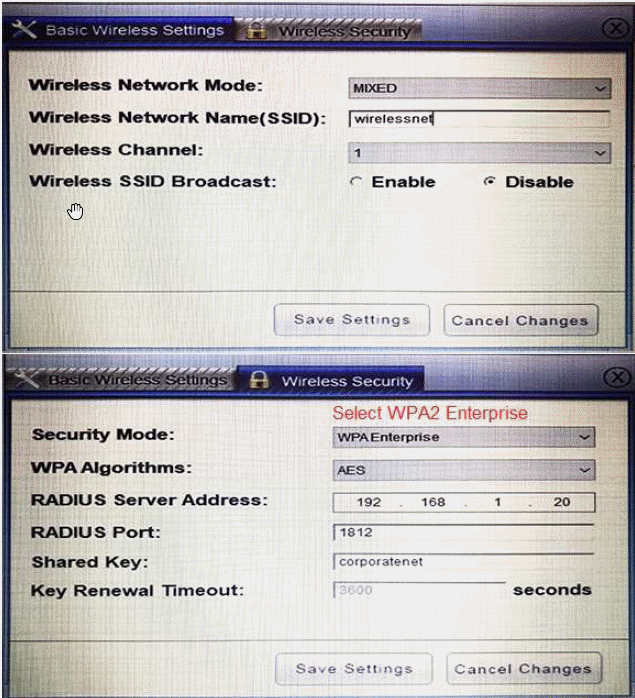 Basic Wireless Settings Wireless Security
Wireless Network Mode: MIXED
Wireless Network Name(SSID): wirelessnet
Wireless Channel: 1
Wireless SSID Broadcast: Enable Disable
Save Settings Cancel Changes
Basic Wireless Settings Wireless Security
Select WPA2 Enterprise
Security Mode: WPA Enterprise
WPA Algorithms: AES
RADIUS Server Address: 192 . 168 . 1 . 20
RADIUS Port: 1812
Shared Key: corporatenet
Key Renewal Timeout: 3600 seconds
Save Settings Cancel Changes